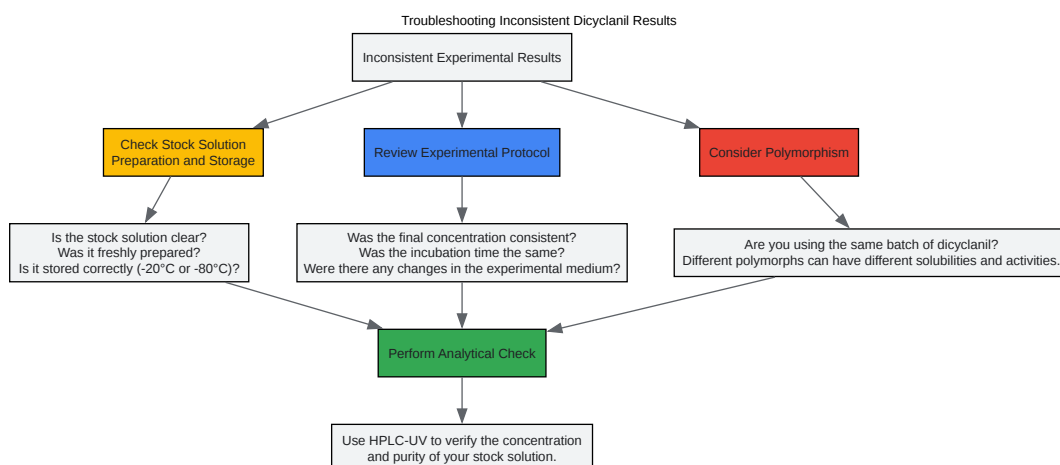 Troubleshooting Inconsistent Dicyclanil Results
Inconsistent Experimental Results
Check Stock Solution
Preparation and Storage
Review Experimental Protocol
Consider Polymorphism
Is the stock solution clear?
Was it freshly prepared?
Is it stored correctly (-20°C or -80°C)?
Was the final concentration consistent?
Was the incubation time the same?
Were there any changes in the experimental medium?
Are you using the same batch of dicyclanil?
Different polymorphs can have different solubilities and activities.
Perform Analytical Check
Use HPLC-UV to verify the concentration
and purity of your stock solution.